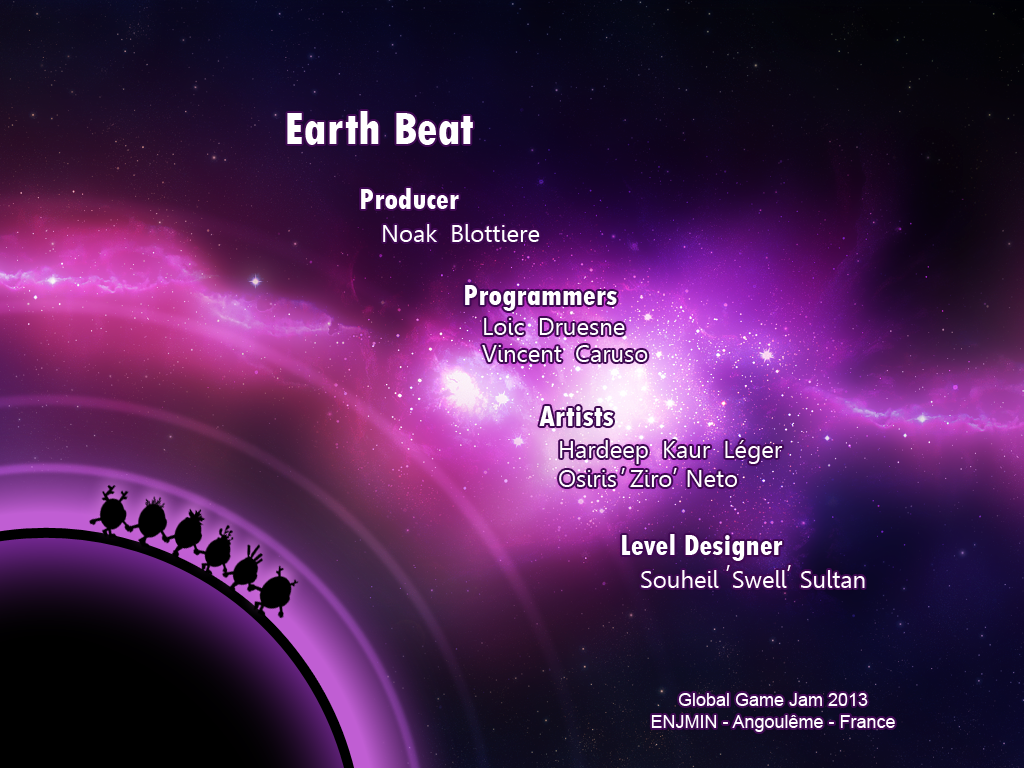 Earth Beat
Producer
Noak Blottiere
Programmers
Loic Druesne
Vincent Caruso
Artists
Hardeep Kaur Léger
Osiris 'Ziro' Neto
Level Designer
Souheil 'Swell' Sultan
Global Game Jam 2013
ENJMIN - Angoulême - France